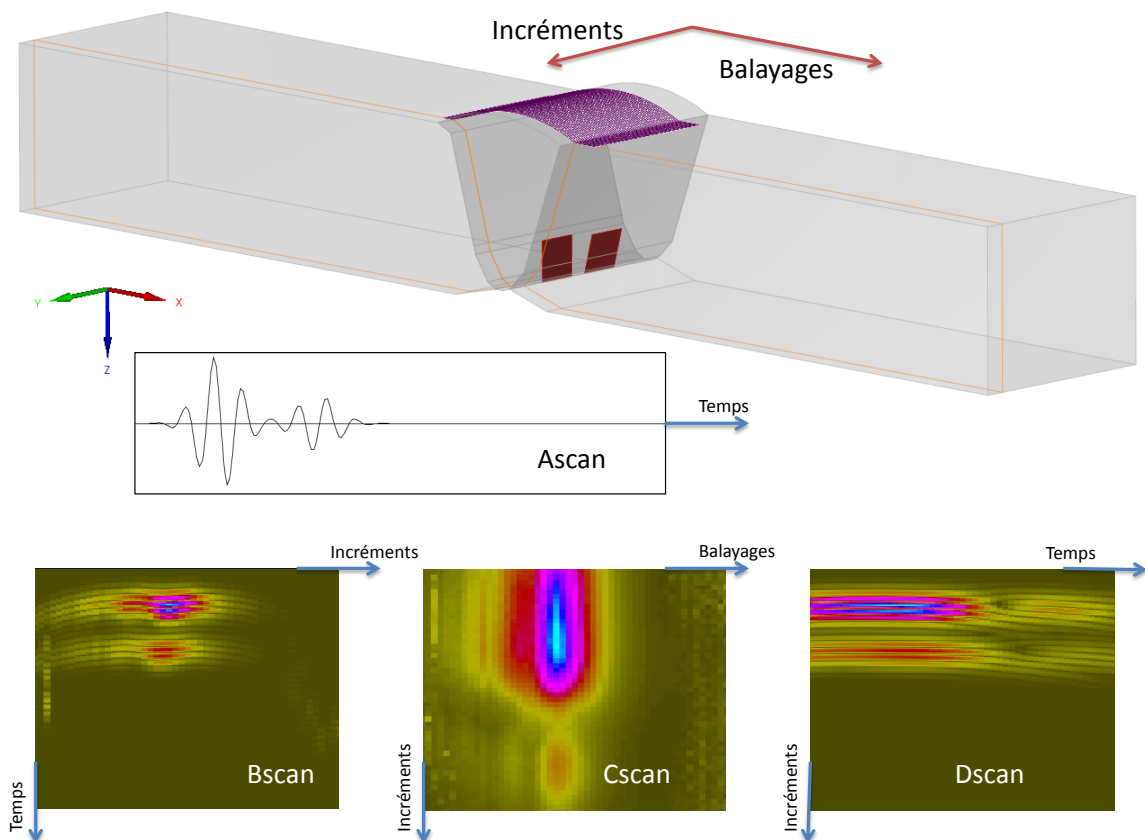 Incréments
Balayages
Y
X
Z
Temps
Ascan
Incréments
Balayages
Temps
Bscan
Cscan
Dscan
Temps
Incréments
Incréments